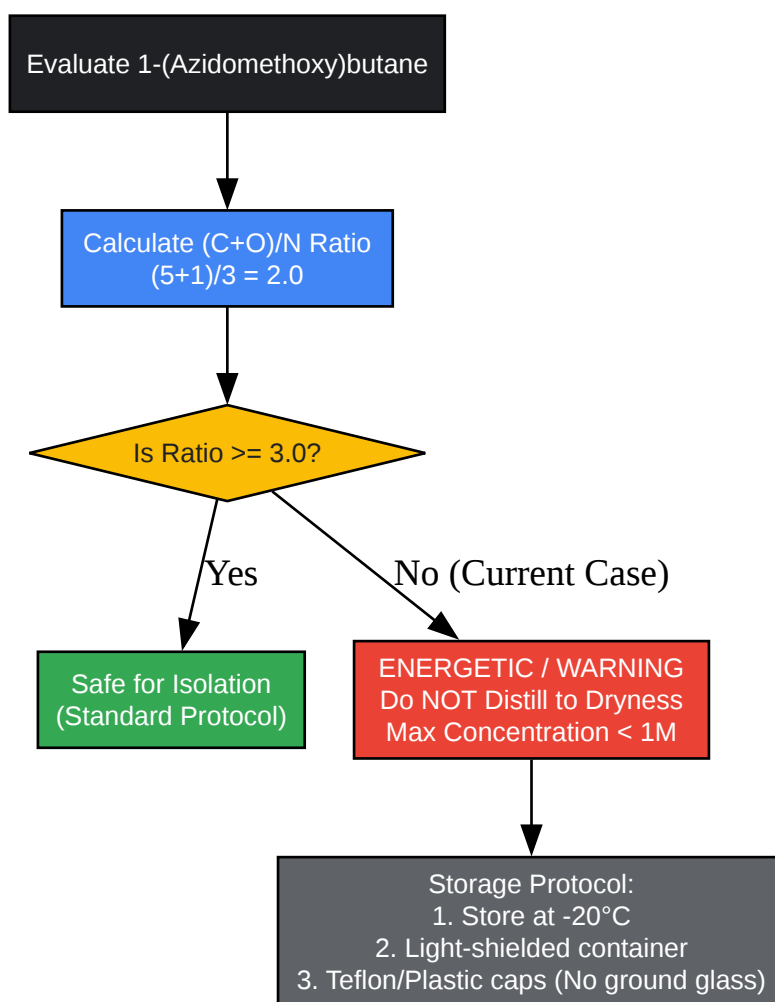 Evaluate 1-(Azidomethoxy)butane
Calculate (C+O)/N Ratio
(5+1)/3 = 2.0
Is Ratio >= 3.0?
Yes
No (Current Case)
Safe for Isolation
(Standard Protocol)
ENERGETIC / WARNING
Do NOT Distill to Dryness
Max Concentration < 1M
Storage Protocol:
1. Store at -20°C
2. Light-shielded container
3. Teflon/Plastic caps (No ground glass)